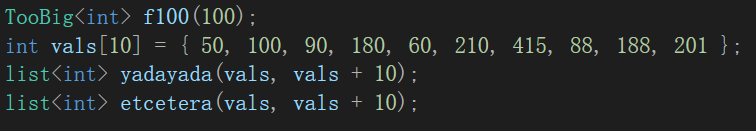 TooBig<int> f100(100);
int vals[10] = { 50, 100, 90, 180, 60, 210, 415, 88, 188, 201 };
list<int> yadayada(vals, vals + 10);
list<int> etcetera(vals, vals + 10);